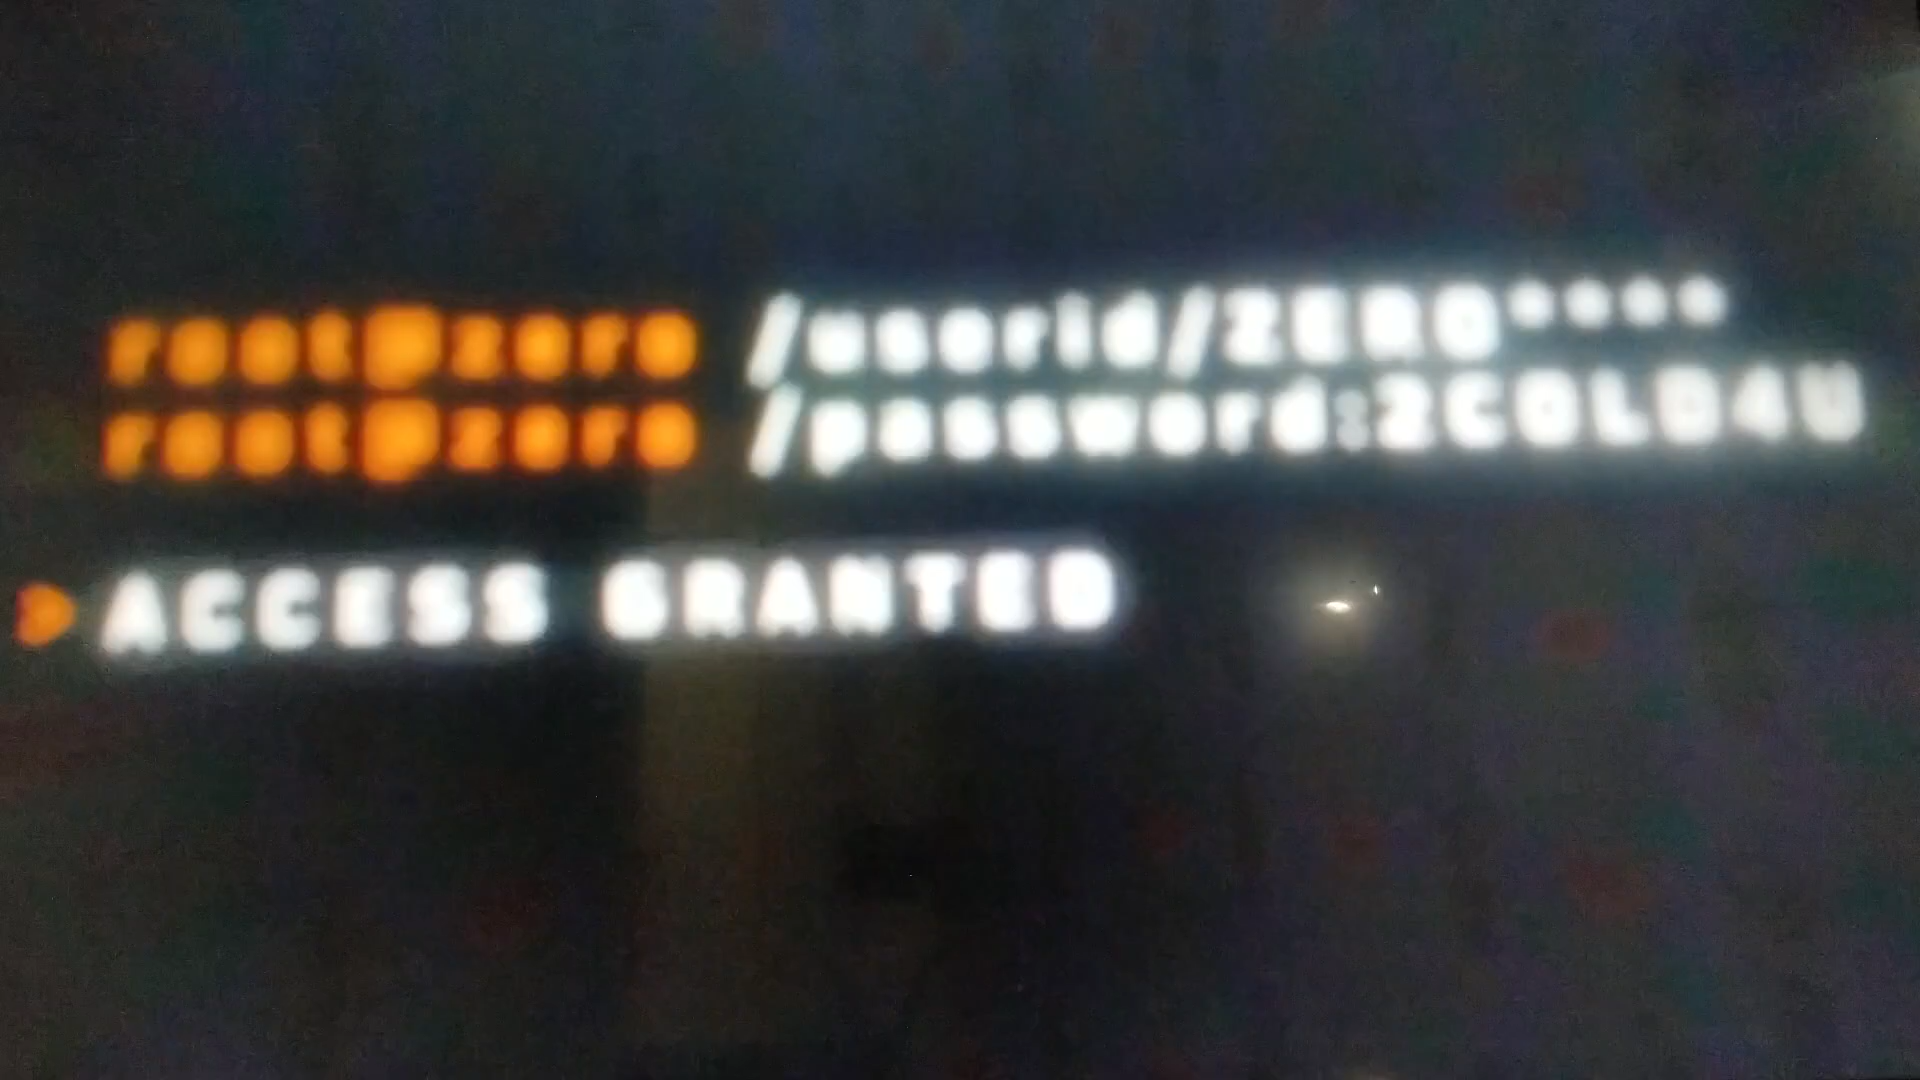 root@zero /userid/ZERO****
root@zero /password:2COLD4U
ACCESS GRANTED